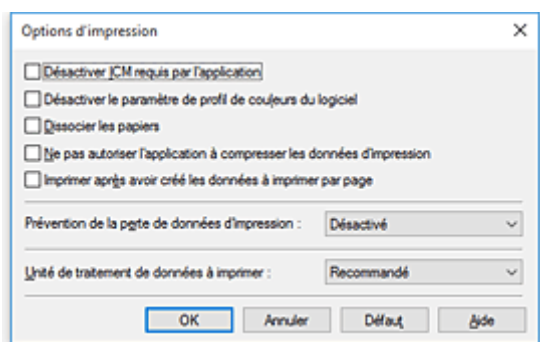 Options d'impression
Désactiver ICM requis par l'application
Désactiver le paramètre de profil de couleurs du logiciel
Dissocier les papiers
Ne pas autoriser l'application à compresser les données d'impression
Imprimer après avoir créé les données à imprimer par page
Prévention de la perte de données d'impression : Désactivé
Unité de traitement de données à imprimer : Recommandé
OK Annuler Défaut Aide